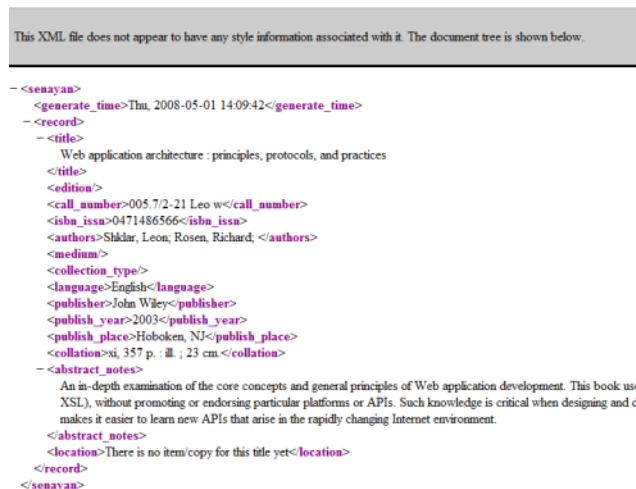 This XML file does not appear to have any style information associated with it. The document tree is shown below.
− <senayan>
<generate_time>Thu, 2008-05-01 14:09:42</generate_time>
− <record>
− <title>
Web application architecture : principles, protocols, and practices
</title>
<edition/>
<call_number>005.7/2-21 Leo w</call_number>
<isbn_issn>0471486566</isbn_issn>
<authors>Shklar, Leon; Rosen, Richard; </authors>
<medium/>
<collection_type/>
<language>English</language>
<publisher>John Wiley</publisher>
<publish_year>2003</publish_year>
<publish_place>Hoboken, NJ</publish_place>
<collation>xi, 357 p. : ill. ; 23 cm.</collation>
− <abstract_notes>
An in-depth examination of the core concepts and general principles of Web application development. This book use
XSL), without promoting or endorsing particular platforms or APIs. Such knowledge is critical when designing and d
makes it easier to learn new APIs that arise in the rapidly changing Internet environment.
</abstract_notes>
<location>There is no item/copy for this title yet</location>
</record>
</senayan>